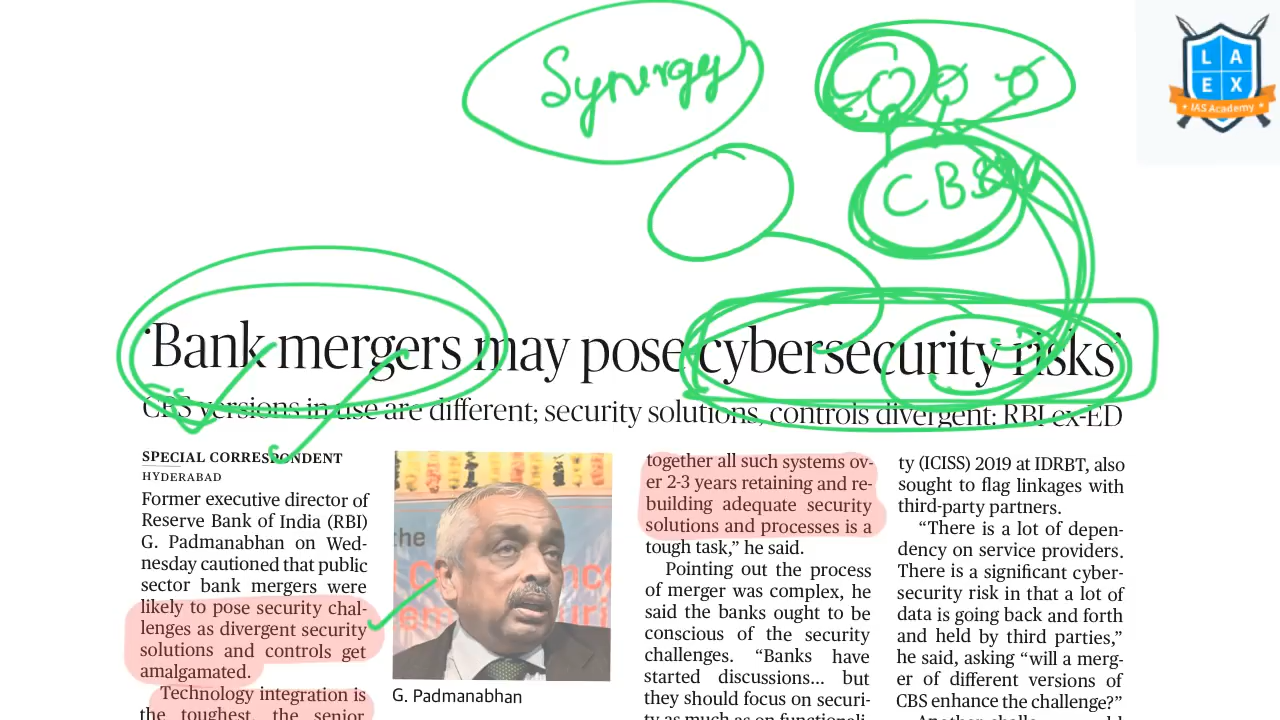 Synergy
CBS
L A
E X
IAS Academy
‘Bank mergers may pose cybersecurity risks’
CBS versions in use are different; security solutions, controls divergent: RBI ex-ED
SPECIAL CORRESPONDENT
HYDERABAD
Former executive director of
Reserve Bank of India (RBI)
G. Padmanabhan on Wed-
nesday cautioned that public
sector bank mergers were
likely to pose security chal-
lenges as divergent security
solutions and controls get
amalgamated.
Technology integration is
the toughest, the senior
the
G. Padmanabhan
together all such systems ov-
er 2-3 years retaining and re-
building adequate security
solutions and processes is a
tough task,” he said.
Pointing out the process
of merger was complex, he
said the banks ought to be
conscious of the security
challenges. “Banks have
started discussions... but
they should focus on securi-
ty as much as on functionali-
ty (ICISS) 2019 at IDRBT, also
sought to flag linkages with
third-party partners.
“There is a lot of depen-
dency on service providers.
There is a significant cyber-
security risk in that a lot of
data is going back and forth
and held by third parties,”
he said, asking “will a merg-
er of different versions of
CBS enhance the challenge?”